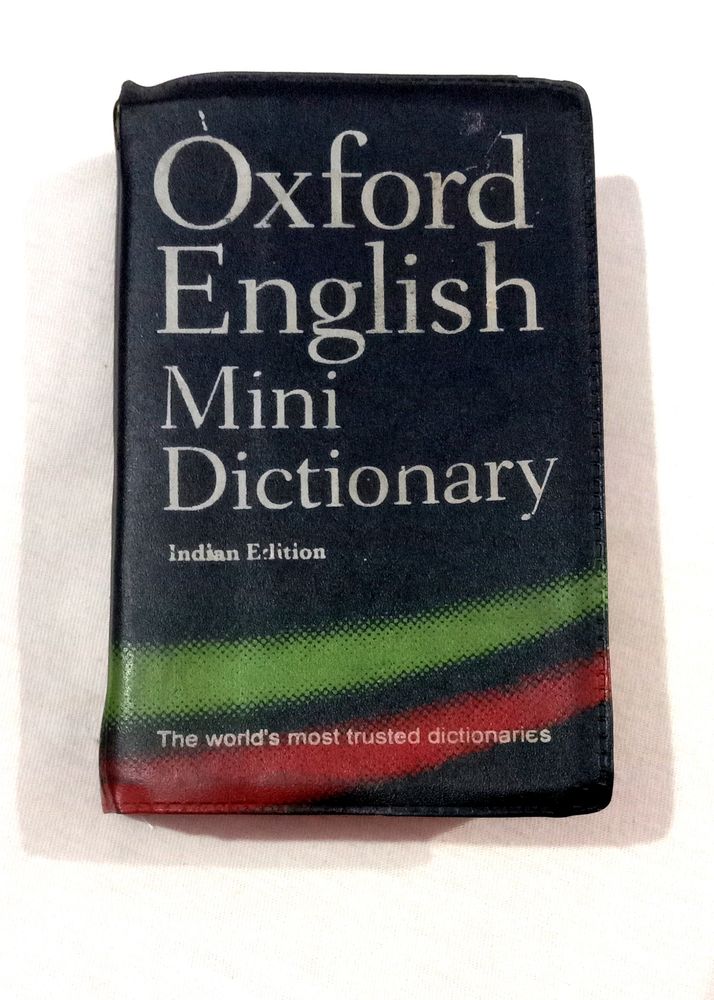 Oxford
English
Mini
Dictionary
Indian Edition
The world's most trusted dictionaries